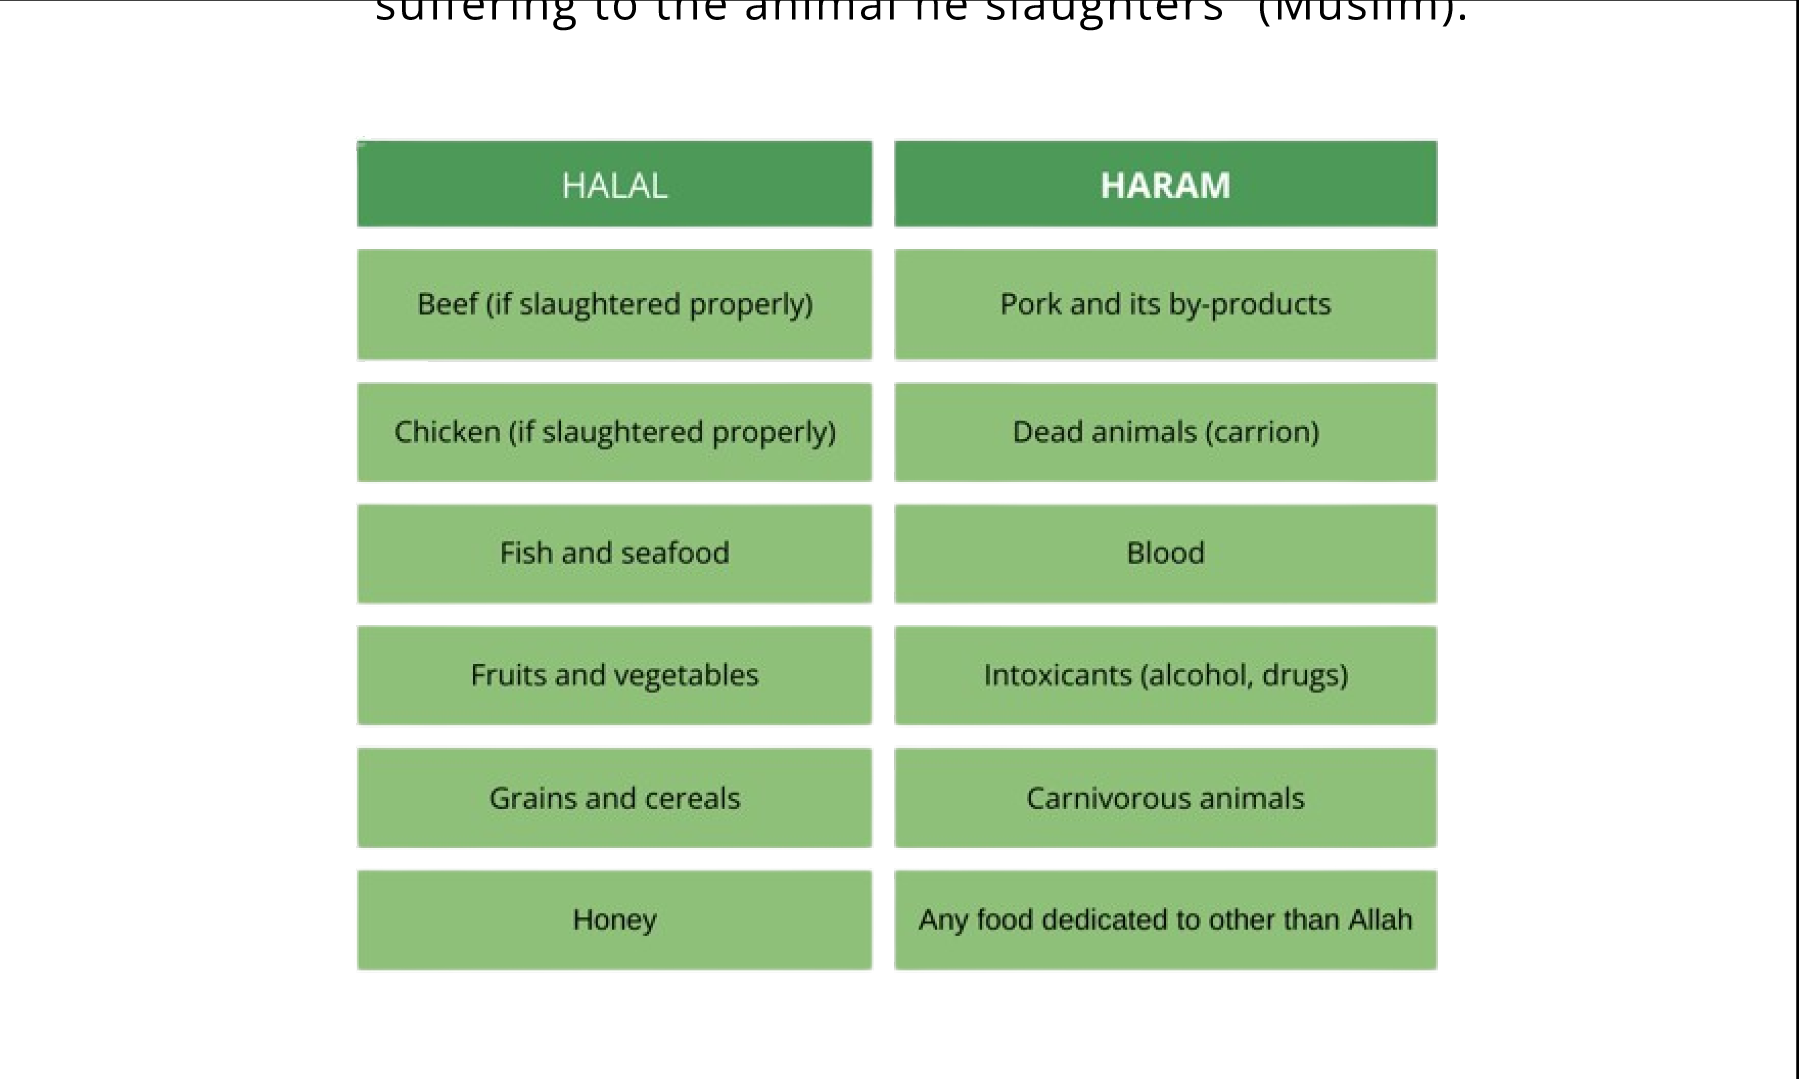 suffering to the animal he slaughters" (Muslim).
HALAL
HARAM
Beef (if slaughtered properly)
Pork and its by-products
Chicken (if slaughtered properly)
Dead animals (carrion)
Fish and seafood
Blood
Fruits and vegetables
Intoxicants (alcohol, drugs)
Grains and cereals
Carnivorous animals
Honey
Any food dedicated to other than Allah